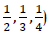 1/2, 1/3, 1/4)